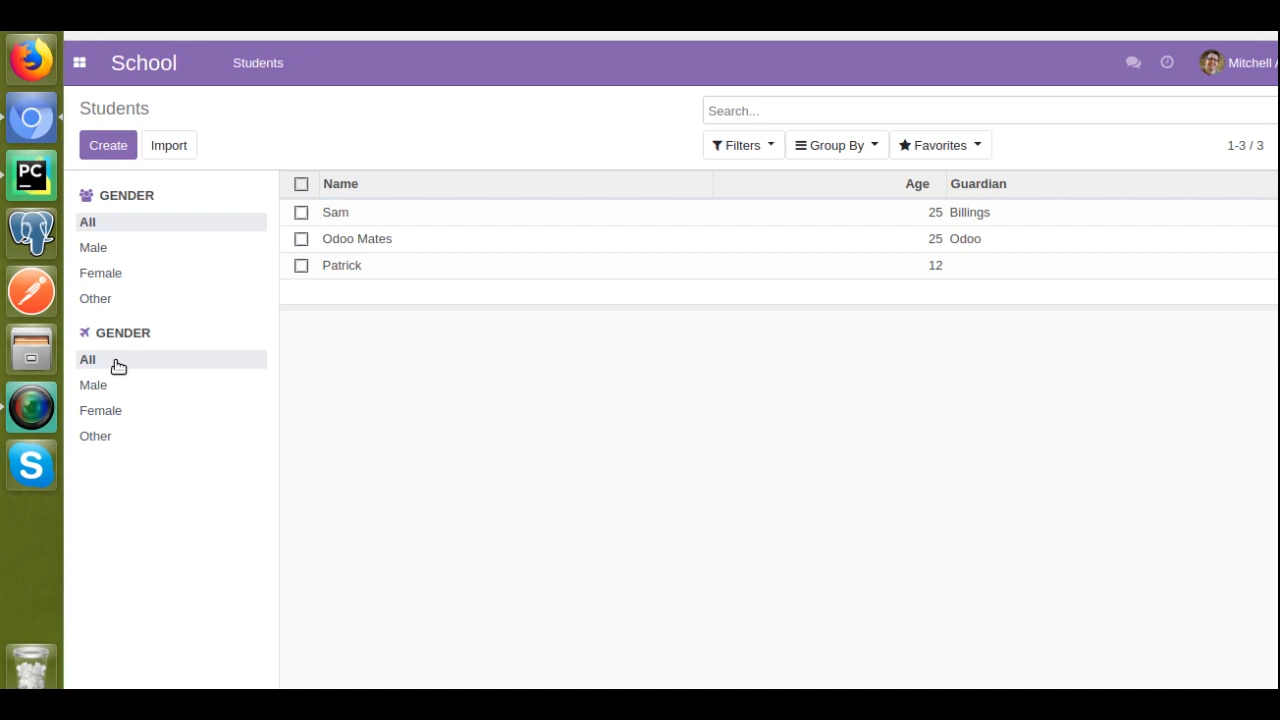 School Students Mitchell A
Students
Search...
Create Import Filters Group By Favorites 1-3 / 3
GENDER
All
Male
Female
Other
GENDER
All
Male
Female
Other
Name Age Guardian
Sam 25 Billings
Odoo Mates 25 Odoo
Patrick 12
PC
S